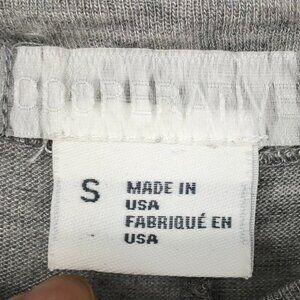 COOPERATIVE
S
MADE IN
USA
FABRIQUÉ EN
USA